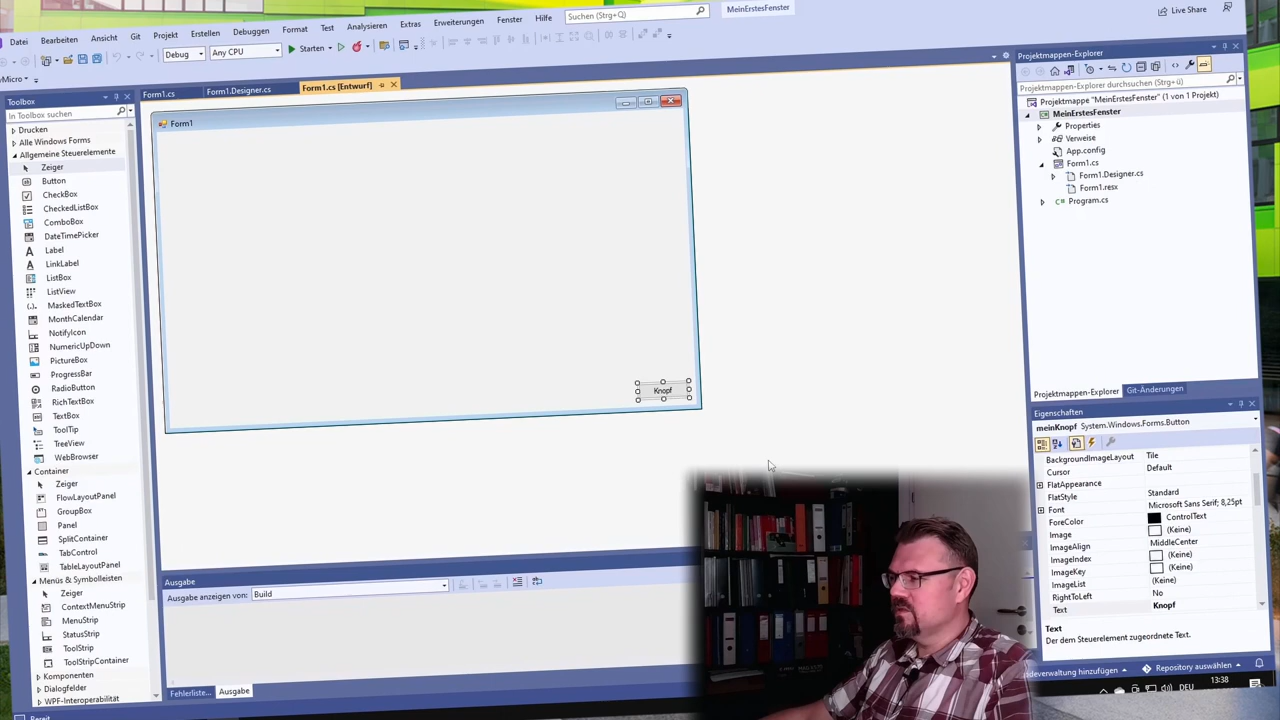 Datei Bearbeiten Ansicht Git Projekt Erstellen Debuggen Format Test Analysieren Extras Erweiterungen Fenster Hilfe Suchen (Strg+Q) MeinErstesFenster
Live Share
Debug Any CPU Starten
Toolbox
In Toolbox suchen
Drucken
Alle Windows Forms
Allgemeine Steuerelemente
Zeiger
Button
CheckBox
CheckedListBox
ComboBox
DateTimePicker
Label
LinkLabel
ListBox
ListView
MaskedTextBox
MonthCalendar
NotifyIcon
NumericUpDown
PictureBox
ProgressBar
RadioButton
RichTextBox
TextBox
ToolTip
TreeView
WebBrowser
Container
Zeiger
FlowLayoutPanel
GroupBox
Panel
SplitContainer
TabControl
TableLayoutPanel
Menüs & Symbolleisten
Zeiger
ContextMenuStrip
MenuStrip
StatusStrip
ToolStrip
ToolStripContainer
Komponenten
Dialogfelder
WPF-Interoperabilität
Bereit
Form1.cs Form1.Designer.cs Form1.cs [Entwurf]
Form1
Knopf
Ausgabe
Ausgabe anzeigen von: Build
Fehlerliste... Ausgabe
Projektmappen-Explorer
Projektmappen-Explorer durchsuchen (Strg+ü)
Projektmappe "MeinErstesFenster" (1 von 1 Projekt)
MeinErstesFenster
Properties
Verweise
App.config
Form1.cs
Form1.Designer.cs
Form1.resx
Program.cs
Projektmappen-Explorer Git-Änderungen
Eigenschaften
meinKnopf System.Windows.Forms.Button
BackgroundImageLayout Tile
Cursor Default
FlatAppearance
FlatStyle Standard
Font Microsoft Sans Serif; 8,25pt
ForeColor ControlText
Image (Keine)
ImageAlign MiddleCenter
ImageIndex (Keine)
ImageKey (Keine)
ImageList (Keine)
RightToLeft No
Text Knopf
Text
Der dem Steuerelement zugeordnete Text.
hinzufügen Repository auswählen
DEU 13:38